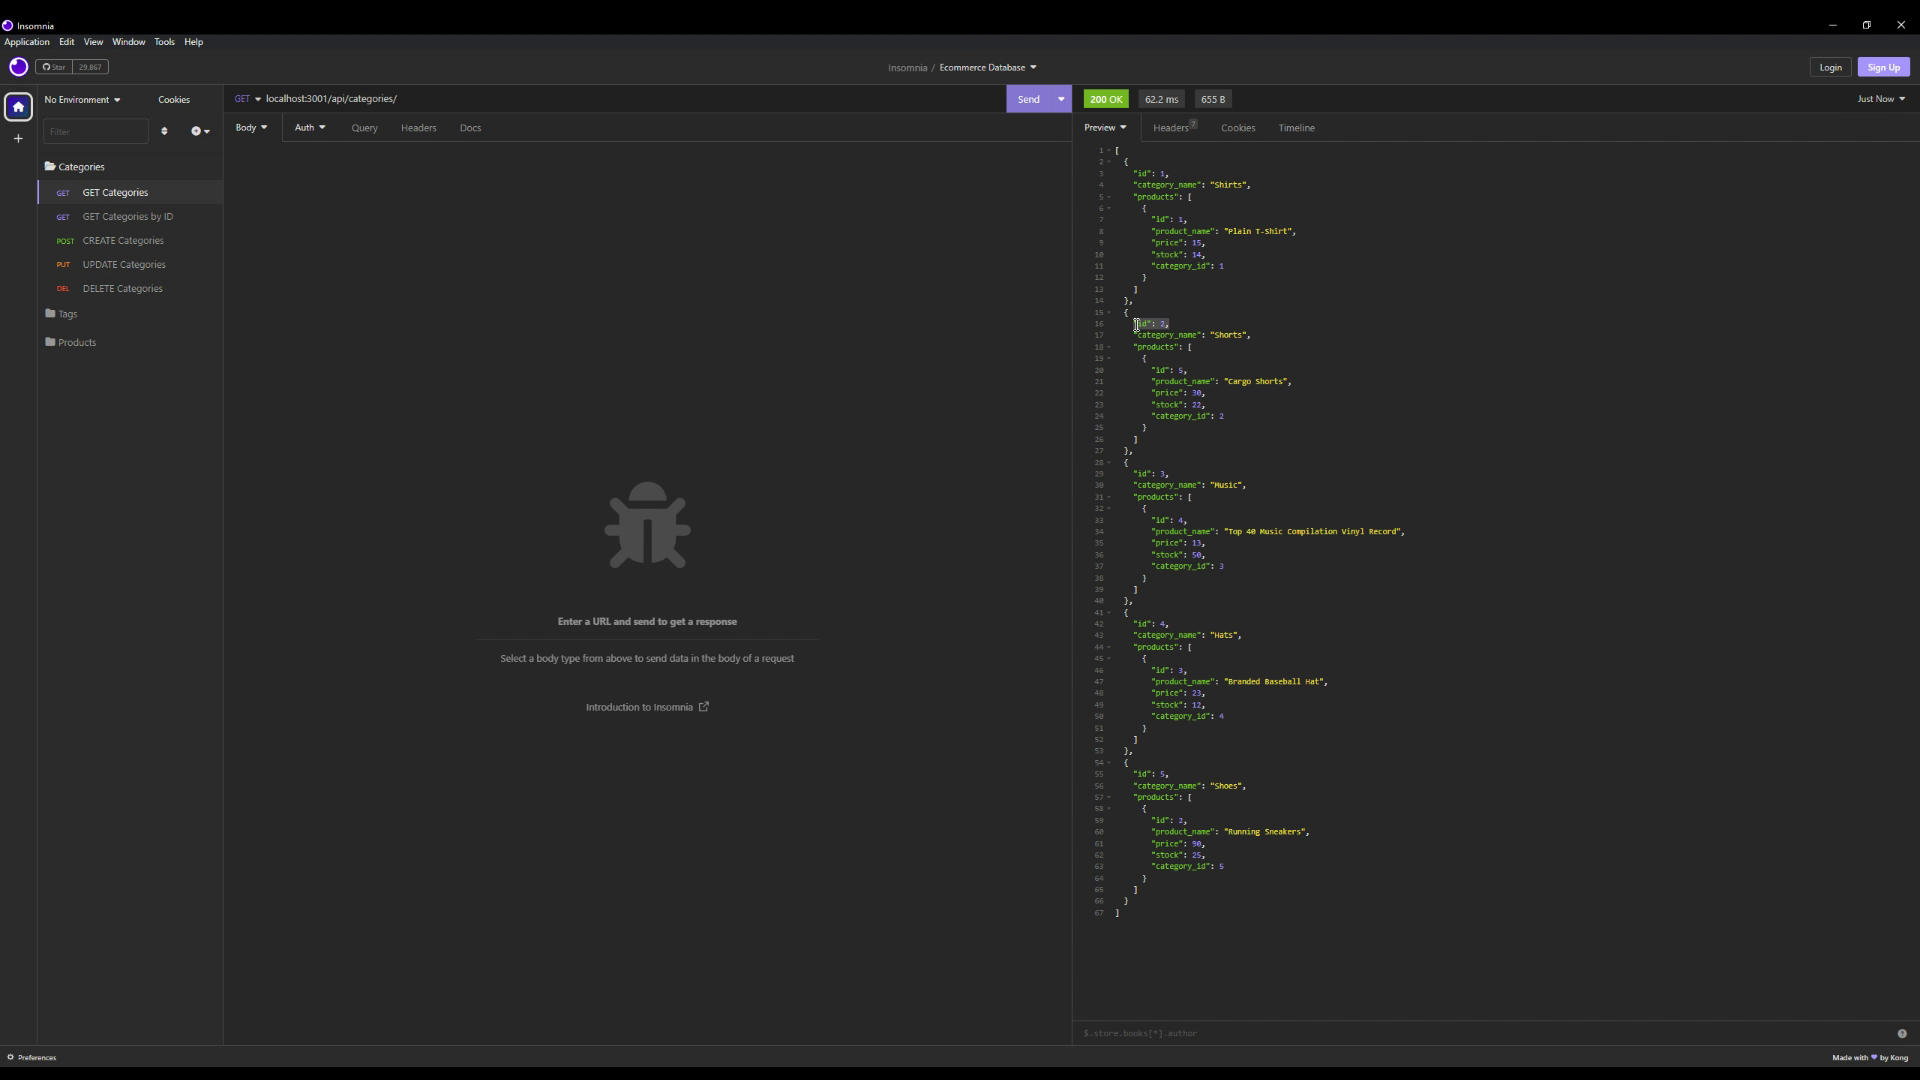 Insomnia
Application Edit View Window Tools Help
Star 29,867
Insomnia / Ecommerce Database
Login Sign Up
No Environment Cookies
GET localhost:3001/api/categories/ Send
200 OK 62.2 ms 655 B Just Now
Filter
Body Auth Query Headers Docs
Preview Headers 7 Cookies Timeline
Categories
GET GET Categories
GET GET Categories by ID
POST CREATE Categories
PUT UPDATE Categories
DEL DELETE Categories
Tags
Products
Enter a URL and send to get a response
Select a body type from above to send data in the body of a request
Introduction to Insomnia
1 [
2 {
3 "id": 1,
4 "category_name": "Shirts",
5 "products": [
6 {
7 "id": 1,
8 "product_name": "Plain T-Shirt",
9 "price": 15,
10 "stock": 14,
11 "category_id": 1
12 }
13 ]
14 },
15 {
16 "id": 2,
17 "category_name": "Shorts",
18 "products": [
19 {
20 "id": 5,
21 "product_name": "Cargo Shorts",
22 "price": 30,
23 "stock": 22,
24 "category_id": 2
25 }
26 ]
27 },
28 {
29 "id": 3,
30 "category_name": "Music",
31 "products": [
32 {
33 "id": 4,
34 "product_name": "Top 40 Music Compilation Vinyl Record",
35 "price": 13,
36 "stock": 50,
37 "category_id": 3
38 }
39 ]
40 },
41 {
42 "id": 4,
43 "category_name": "Hats",
44 "products": [
45 {
46 "id": 3,
47 "product_name": "Branded Baseball Hat",
48 "price": 23,
49 "stock": 12,
50 "category_id": 4
51 }
52 ]
53 },
54 {
55 "id": 5,
56 "category_name": "Shoes",
57 "products": [
58 {
59 "id": 2,
60 "product_name": "Running Sneakers",
61 "price": 90,
62 "stock": 25,
63 "category_id": 5
64 }
65 ]
66 }
67 ]
$.store.books[*].author
Preferences
Made with ♥ by Kong